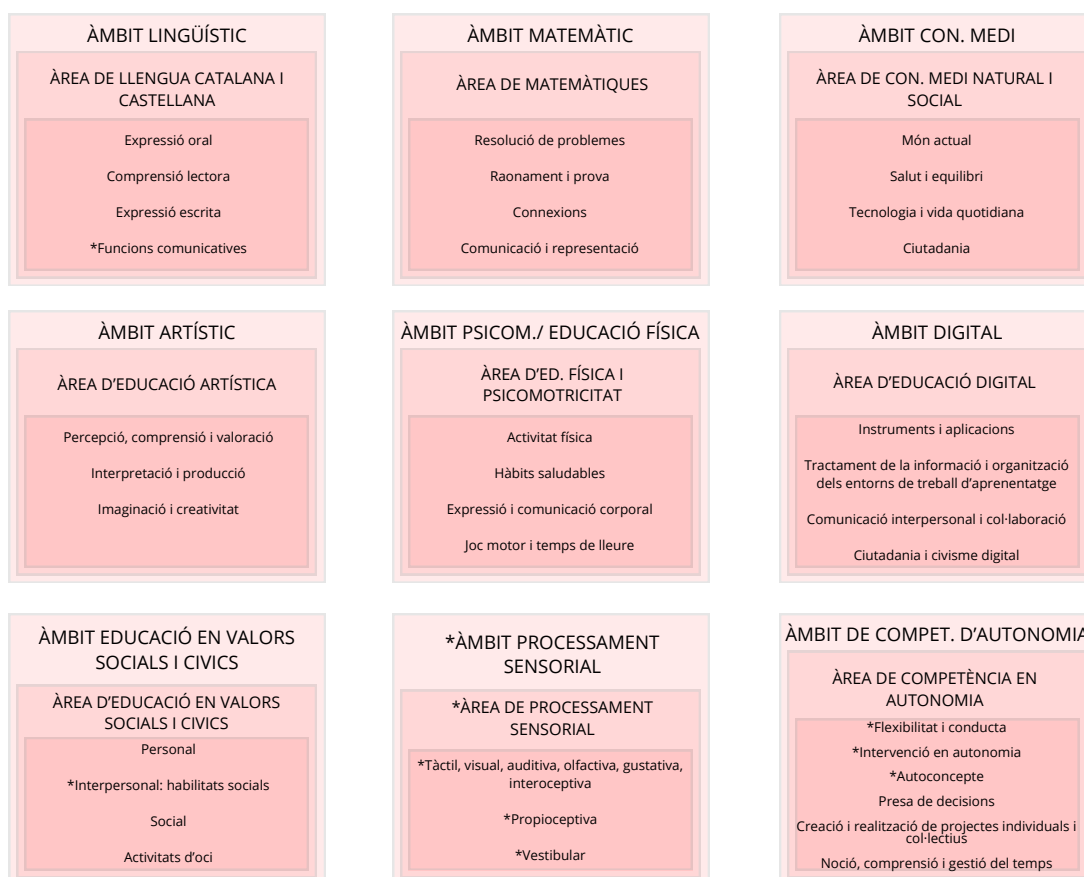 ÀMBIT LINGÜÍSTIC
ÀREA DE LLENGUA CATALANA I
CASTELLANA
Expressió oral
Comprensió lectora
Expressió escrita
*Funcions comunicatives
ÀMBIT MATEMÀTIC
ÀREA DE MATEMÀTIQUES
Resolució de problemes
Raonament i prova
Connexions
Comunicació i representació
ÀMBIT CON. MEDI
ÀREA DE CON. MEDI NATURAL I
SOCIAL
Món actual
Salut i equilibri
Tecnologia i vida quotidiana
Ciutadania
ÀMBIT ARTÍSTIC
ÀREA D'EDUCACIÓ ARTÍSTICA
Percepció, comprensió i valoració
Interpretació i producció
Imaginació i creativitat
ÀMBIT PSICOM./ EDUCACIÓ FÍSICA
ÀREA D'ED. FÍSICA I
PSICOMOTRICITAT
Activitat física
Hàbits saludables
Expressió i comunicació corporal
Joc motor i temps de lleure
ÀMBIT DIGITAL
ÀREA D'EDUCACIÓ DIGITAL
Instruments i aplicacions
Tractament de la informació i organització
dels entorns de treball d'aprenentatge
Comunicació interpersonal i col·laboració
Ciutadania i civisme digital
ÀMBIT EDUCACIÓ EN VALORS
SOCIALS I CIVICS
ÀREA D'EDUCACIÓ EN VALORS
SOCIALS I CIVICS
Personal
*Interpersonal: habilitats socials
Social
Activitats d'oci
*ÀMBIT PROCESSAMENT
SENSORIAL
*ÀREA DE PROCESSAMENT
SENSORIAL
*Tàctil, visual, auditiva, olfactiva, gustativa,
interoceptiva
*Propioceptiva
*Vestibular
ÀMBIT DE COMPET. D'AUTONOMIA
ÀREA DE COMPETÈNCIA EN
AUTONOMIA
*Flexibilitat i conducta
*Intervenció en autonomia
*Autoconcepte
Presa de decisions
Creació i realització de projectes individuals i
col·lectius
Noció, comprensió i gestió del temps